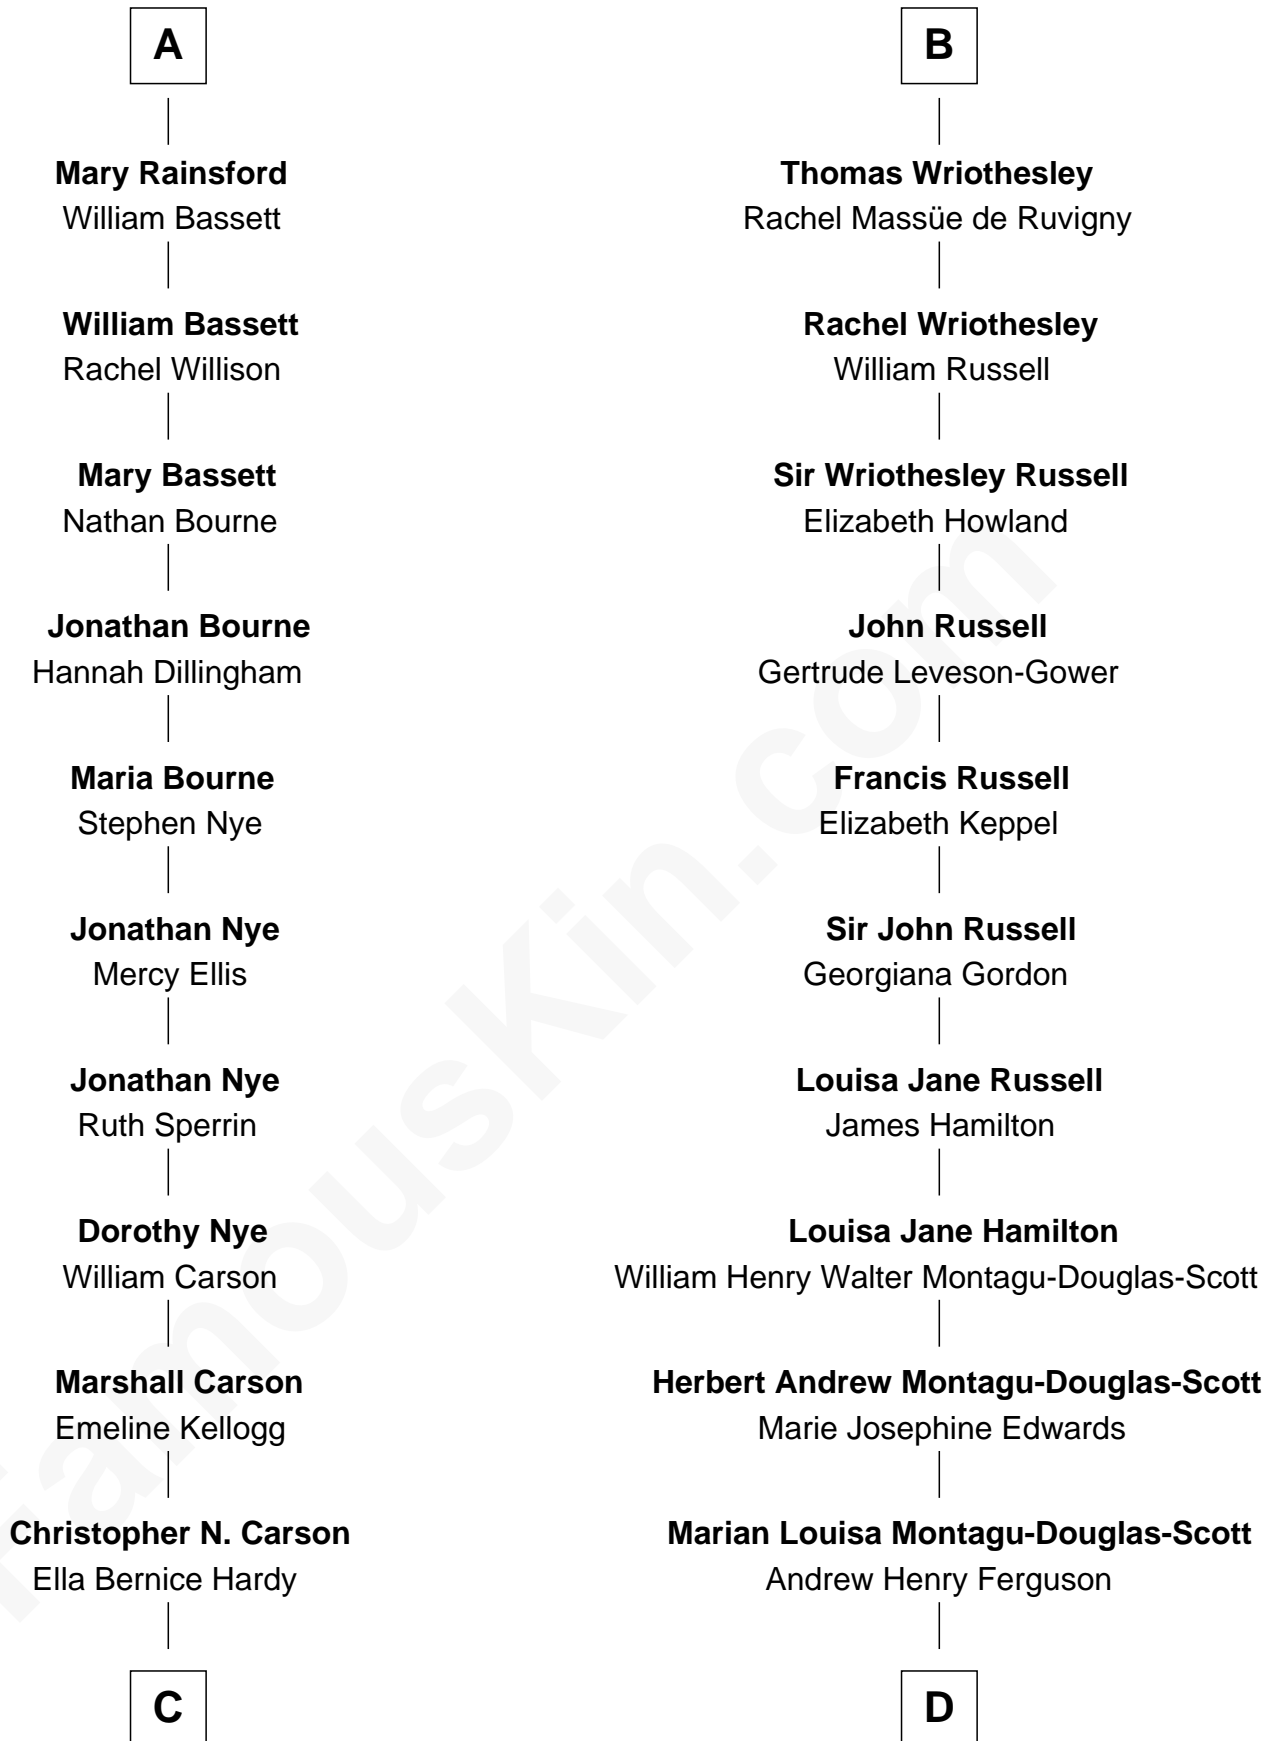 A
Mary Rainsford
William Bassett
William Bassett
Rachel Willison
Mary Bassett
Nathan Bourne
Jonathan Bourne
Hannah Dillingham
Maria Bourne
Stephen Nye
Jonathan Nye
Mercy Ellis
Jonathan Nye
Ruth Sperrin
Dorothy Nye
William Carson
Marshall Carson
Emeline Kellogg
Christopher N. Carson
Ella Bernice Hardy
C
B
Thomas Wriothesley
Rachel Massüe de Ruvigny
Rachel Wriothesley
William Russell
Sir Wriothesley Russell
Elizabeth Howland
John Russell
Gertrude Leveson-Gower
Francis Russell
Elizabeth Keppel
Sir John Russell
Georgiana Gordon
Louisa Jane Russell
James Hamilton
Louisa Jane Hamilton
William Henry Walter Montagu-Douglas-Scott
Herbert Andrew Montagu-Douglas-Scott
Marie Josephine Edwards
Marian Louisa Montagu-Douglas-Scott
Andrew Henry Ferguson
D
FamousKin.com